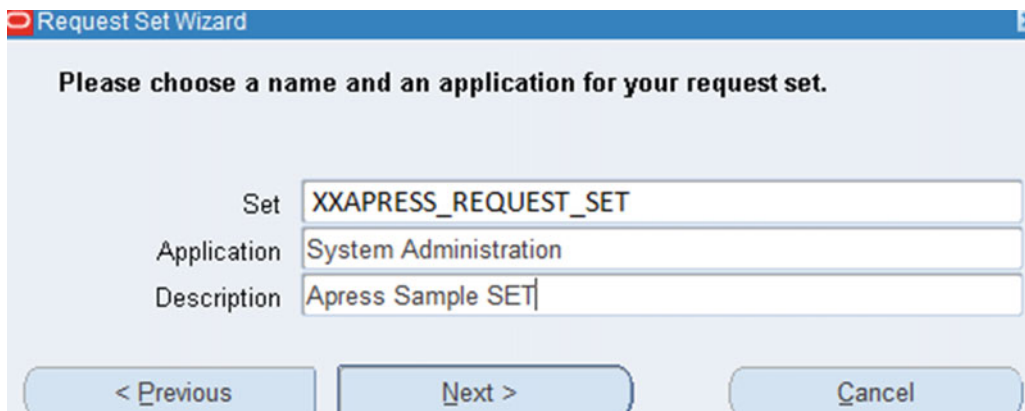 Request Set Wizard
Please choose a name and an application for your request set.
Set XXAPRESS_REQUEST_SET
Application System Administration
Description Apress Sample SET
< Previous Next > Cancel